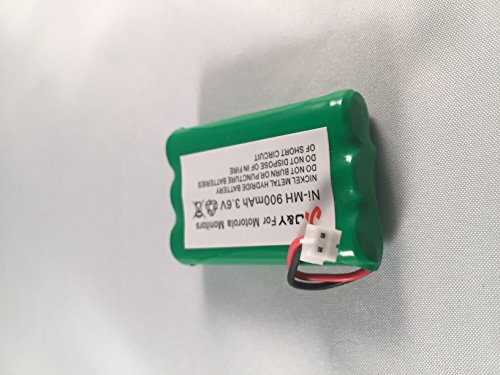 J&Y For Motorola Monitors
Ni-MH 900mAh 3.6V
NICKEL METAL HYDRIDE BATTERY
DO NOT BURN OR PUNCTURE BATTERIES
DO NOT DISPOSE OF IN FIRE
OF SHORT CIRCUIT